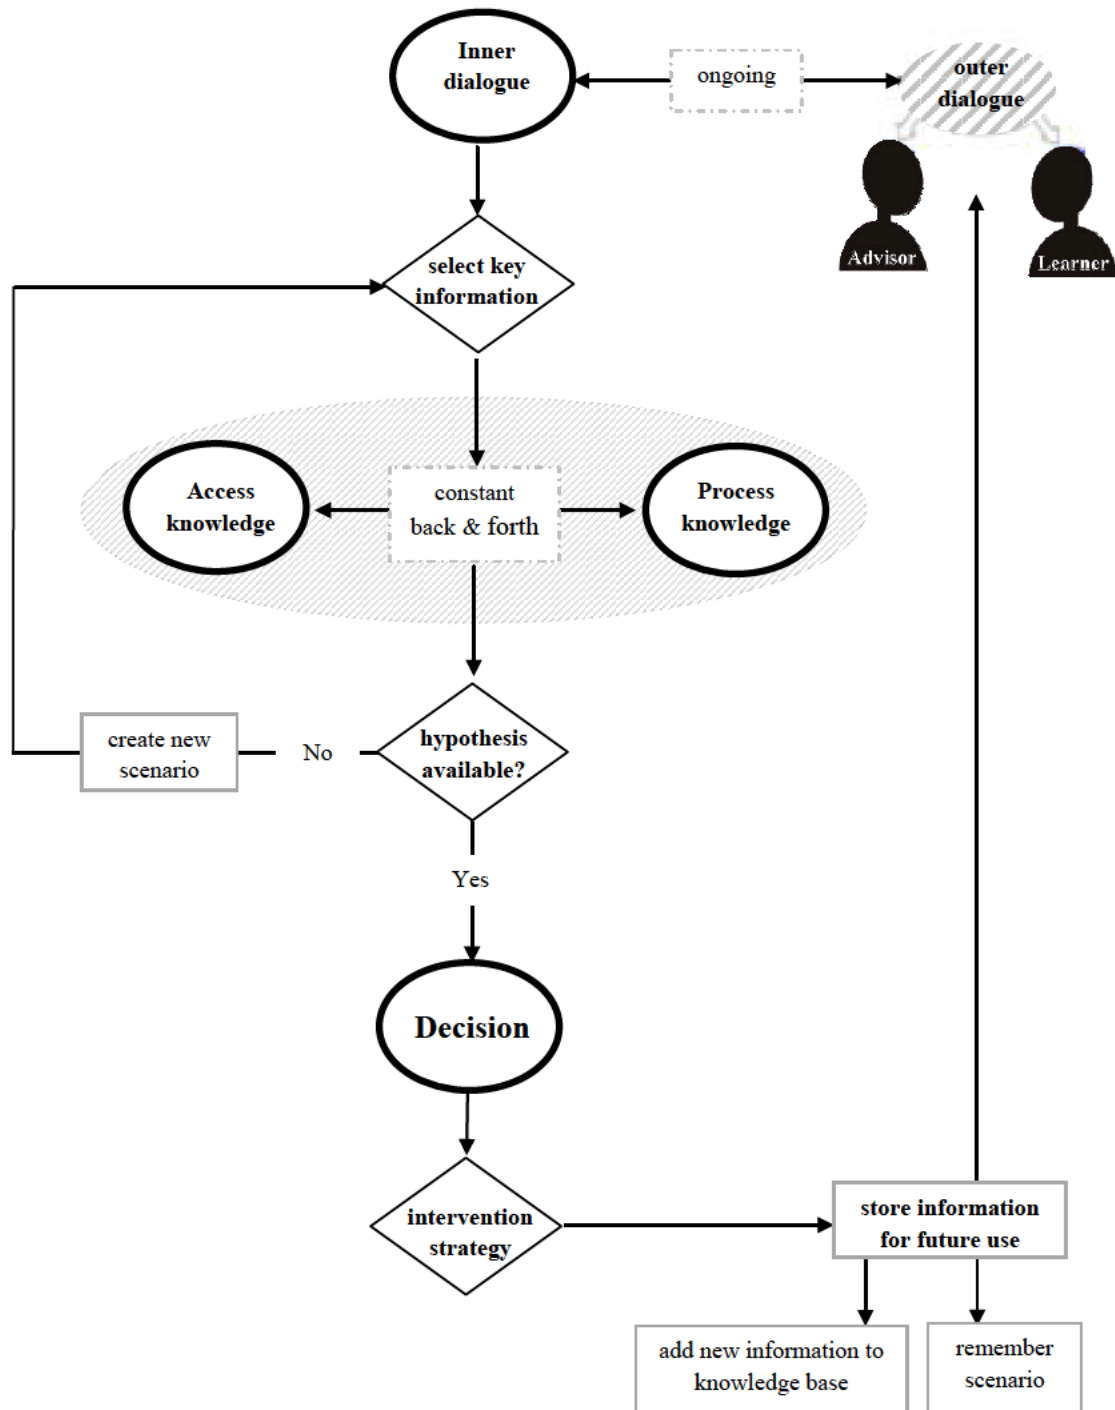 Inner
dialogue
ongoing
outer
dialogue
Advisor
Learner
select key
information
Access
knowledge
constant
back & forth
Process
knowledge
create new
scenario
No
hypothesis
available?
Yes
Decision
intervention
strategy
store information
for future use
add new information to
knowledge base
remember
scenario